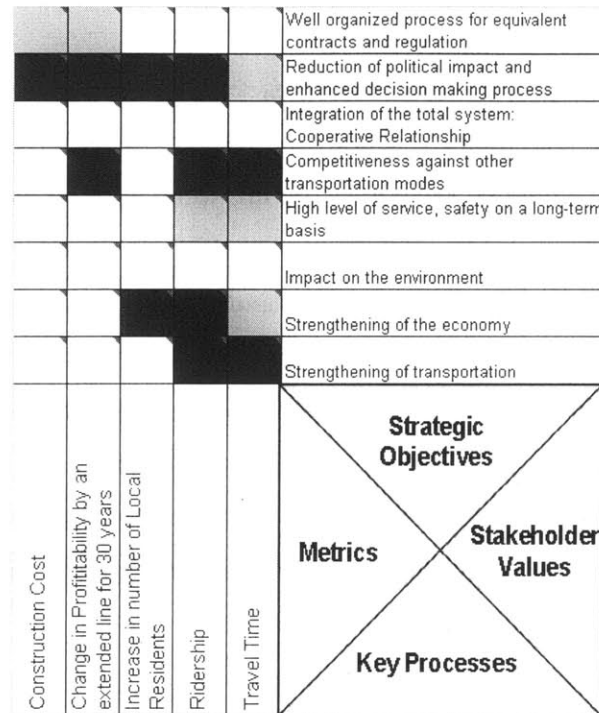 Well organized process for equivalent
contracts and regulation
Reduction of political impact and
enhanced decision making process
Integration of the total system:
Cooperative Relationship
Competitiveness against other
transportation modes
High level of service, safety on a long-term
basis
Impact on the environment
Strengthening of the economy
Strengthening of transportation
Construction Cost
Change in Profititability by an
extended line for 30 years
Increase in number of Local
Residents
Ridership
Travel Time
Strategic
Objectives
Metrics
Stakeholder
Values
Key Processes